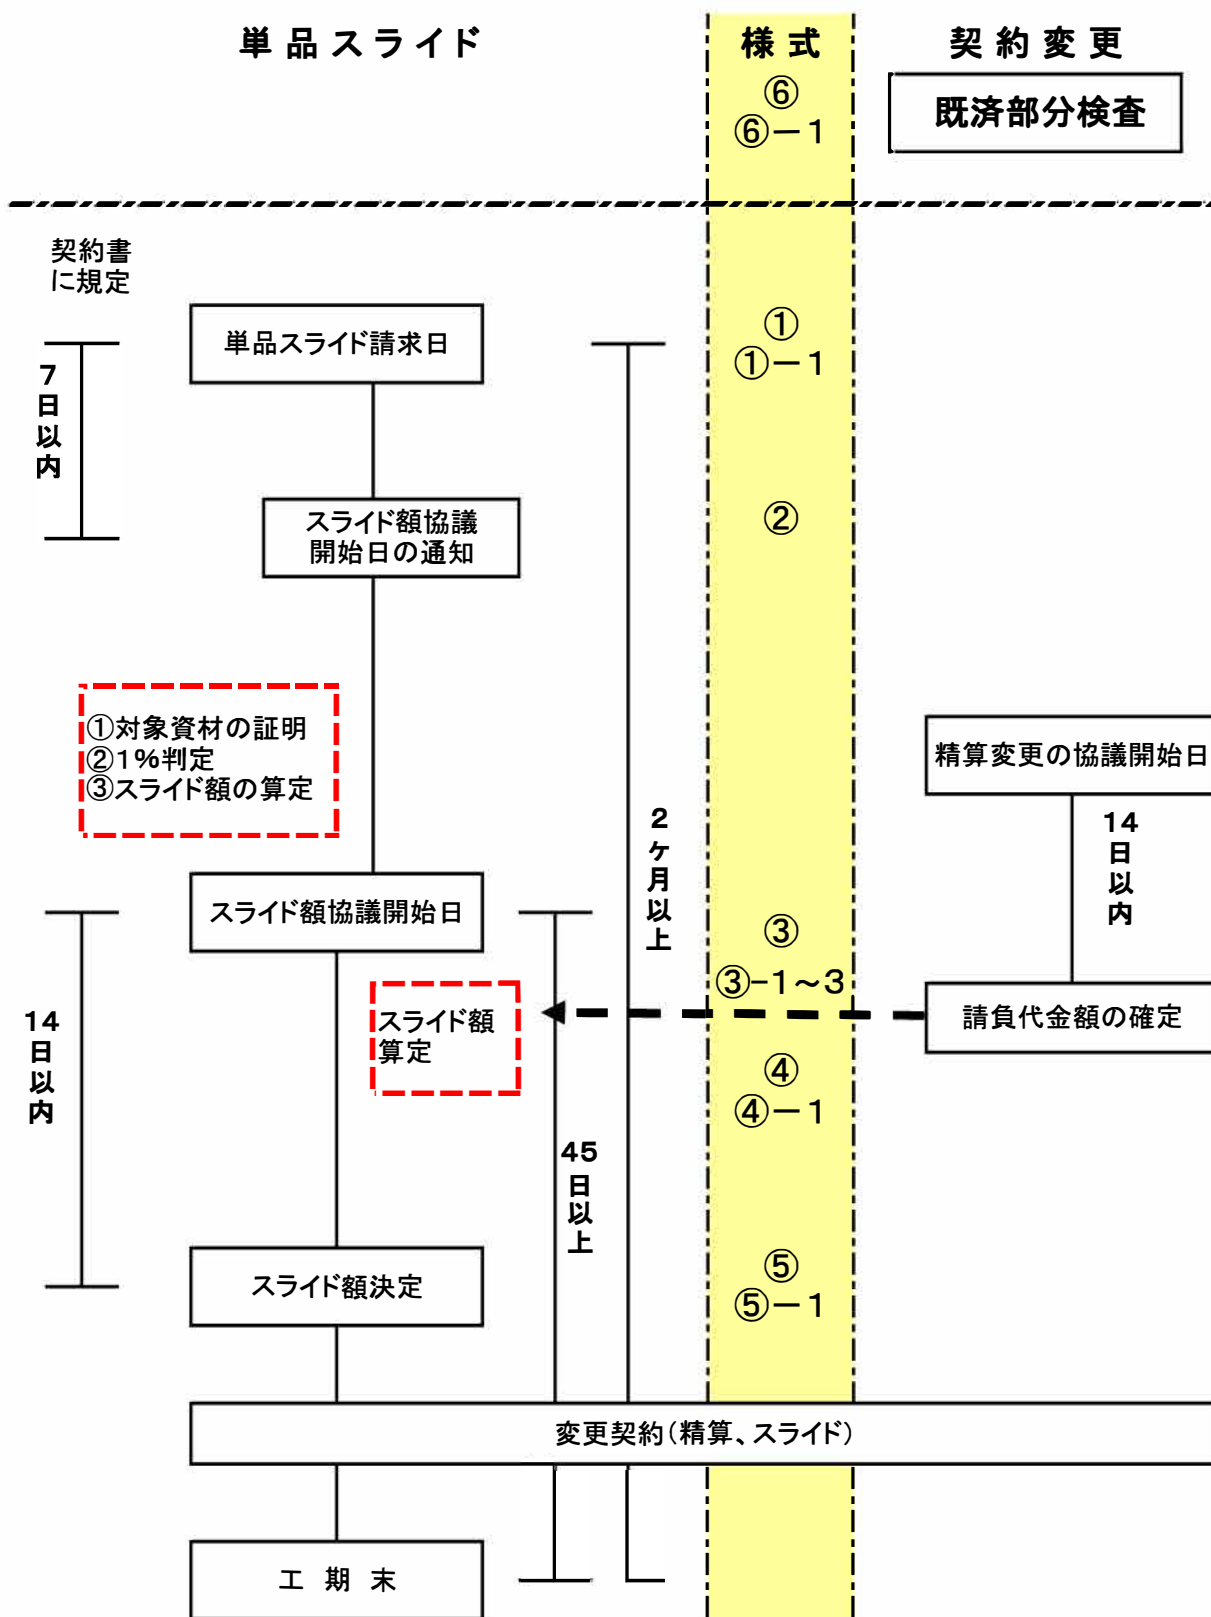 単品スライド
様式
契約変更
⑥
⑥－1
既済部分検査
契約書
に規定
単品スライド請求日
①
①－1
7日以内
スライド額協議
開始日の通知
②
①対象資材の証明
②1%判定
③スライド額の算定
精算変更の協議開始日
14日以内
2ヶ月以上
スライド額協議開始日
③
③-1～3
スライド額
算定
請負代金額の確定
14日以内
④
④－1
45日以上
スライド額決定
⑤
⑤－1
変更契約(精算、スライド)
工期末